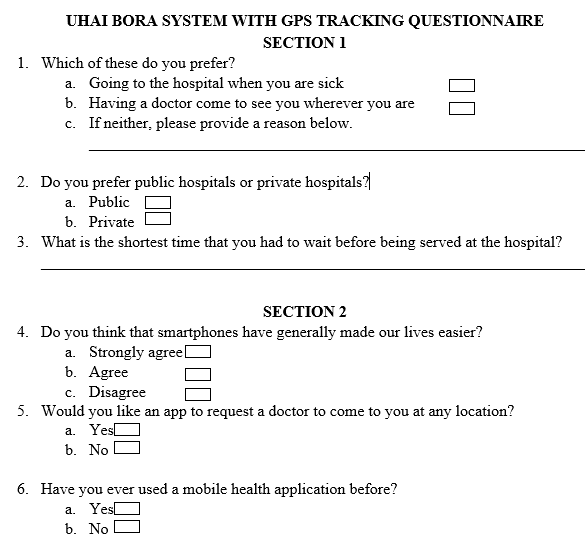 UHAI BORA SYSTEM WITH GPS TRACKING QUESTIONNAIRE
SECTION 1
1. Which of these do you prefer?
a. Going to the hospital when you are sick
b. Having a doctor come to see you wherever you are
c. If neither, please provide a reason below.
2. Do you prefer public hospitals or private hospitals?
a. Public
b. Private
3. What is the shortest time that you had to wait before being served at the hospital?
SECTION 2
4. Do you think that smartphones have generally made our lives easier?
a. Strongly agree
b. Agree
c. Disagree
5. Would you like an app to request a doctor to come to you at any location?
a. Yes
b. No
6. Have you ever used a mobile health application before?
a. Yes
b. No